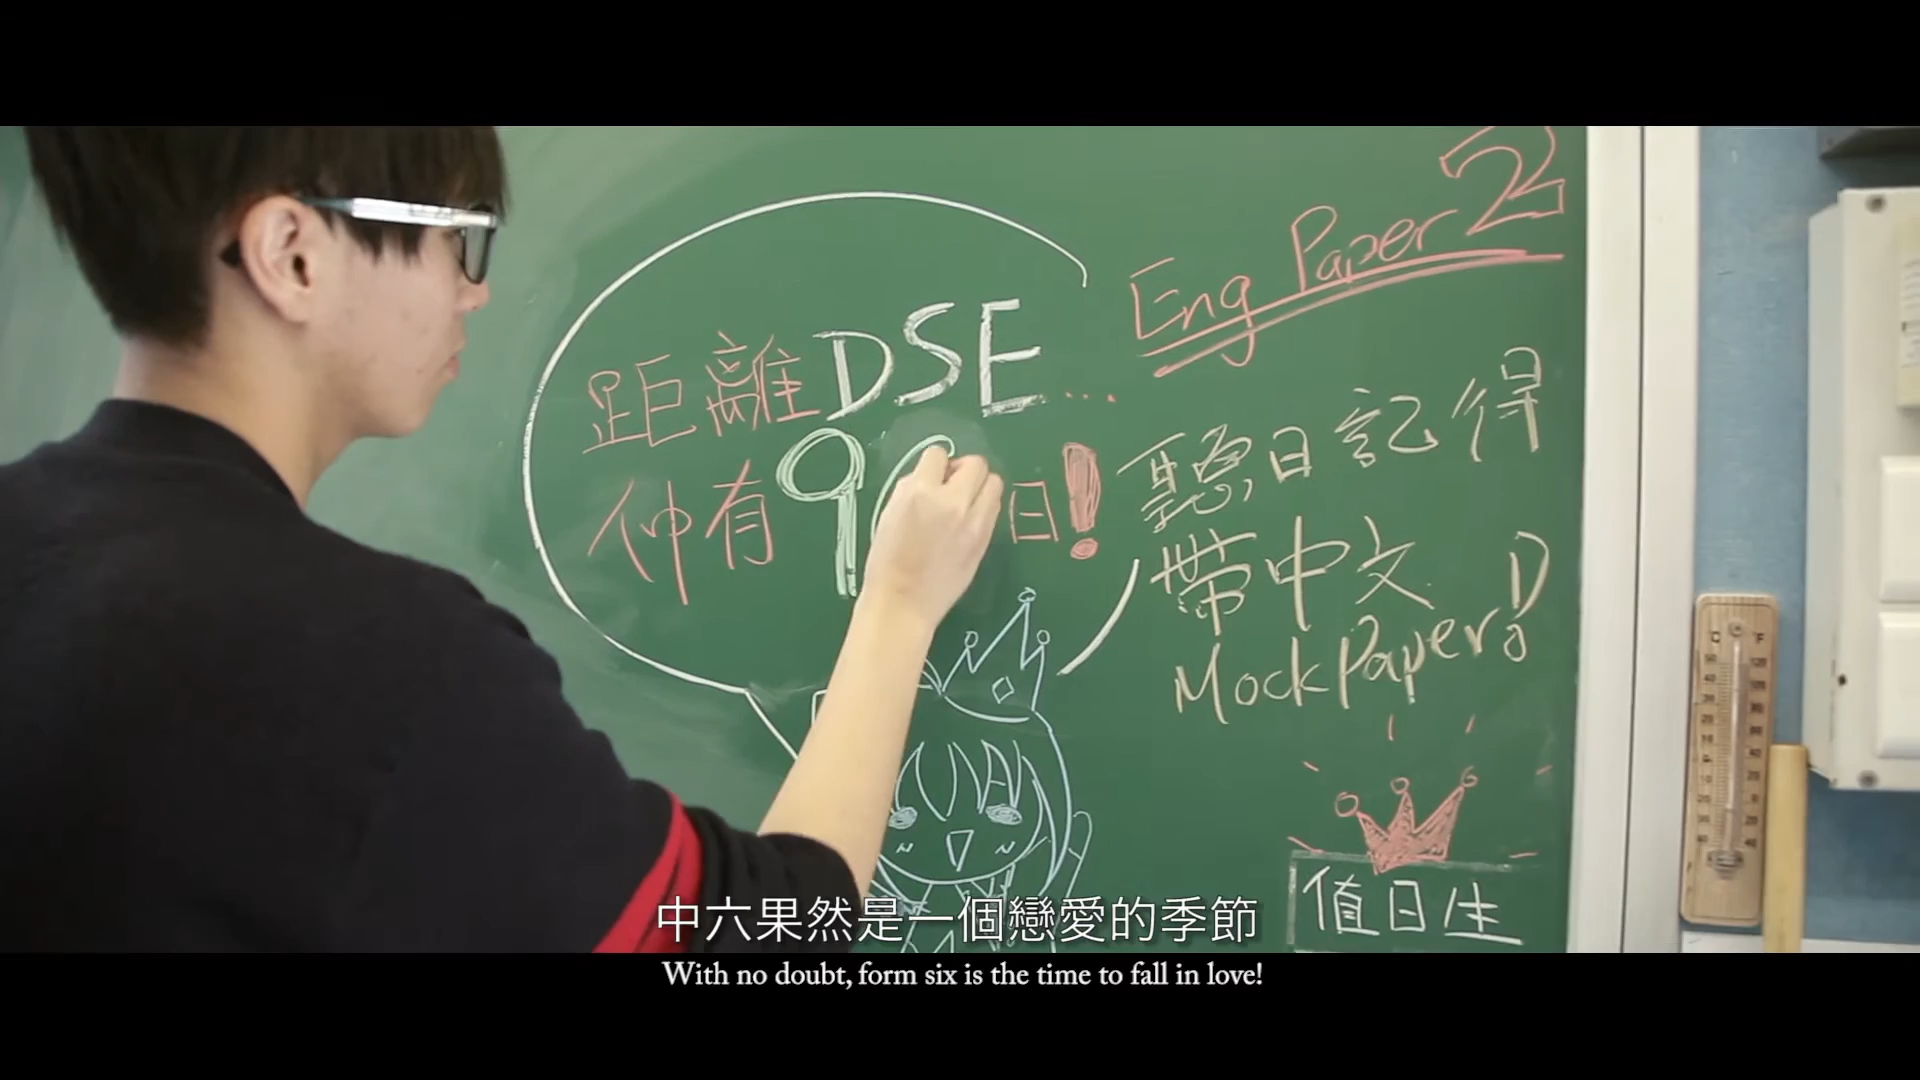 距離DSE...
仲有9 日!
Eng Paper 2
聽日記得
帶中文
Mock Paper!
值日生
中六果然是一個戀愛的季節
With no doubt, form six is the time to fall in love!